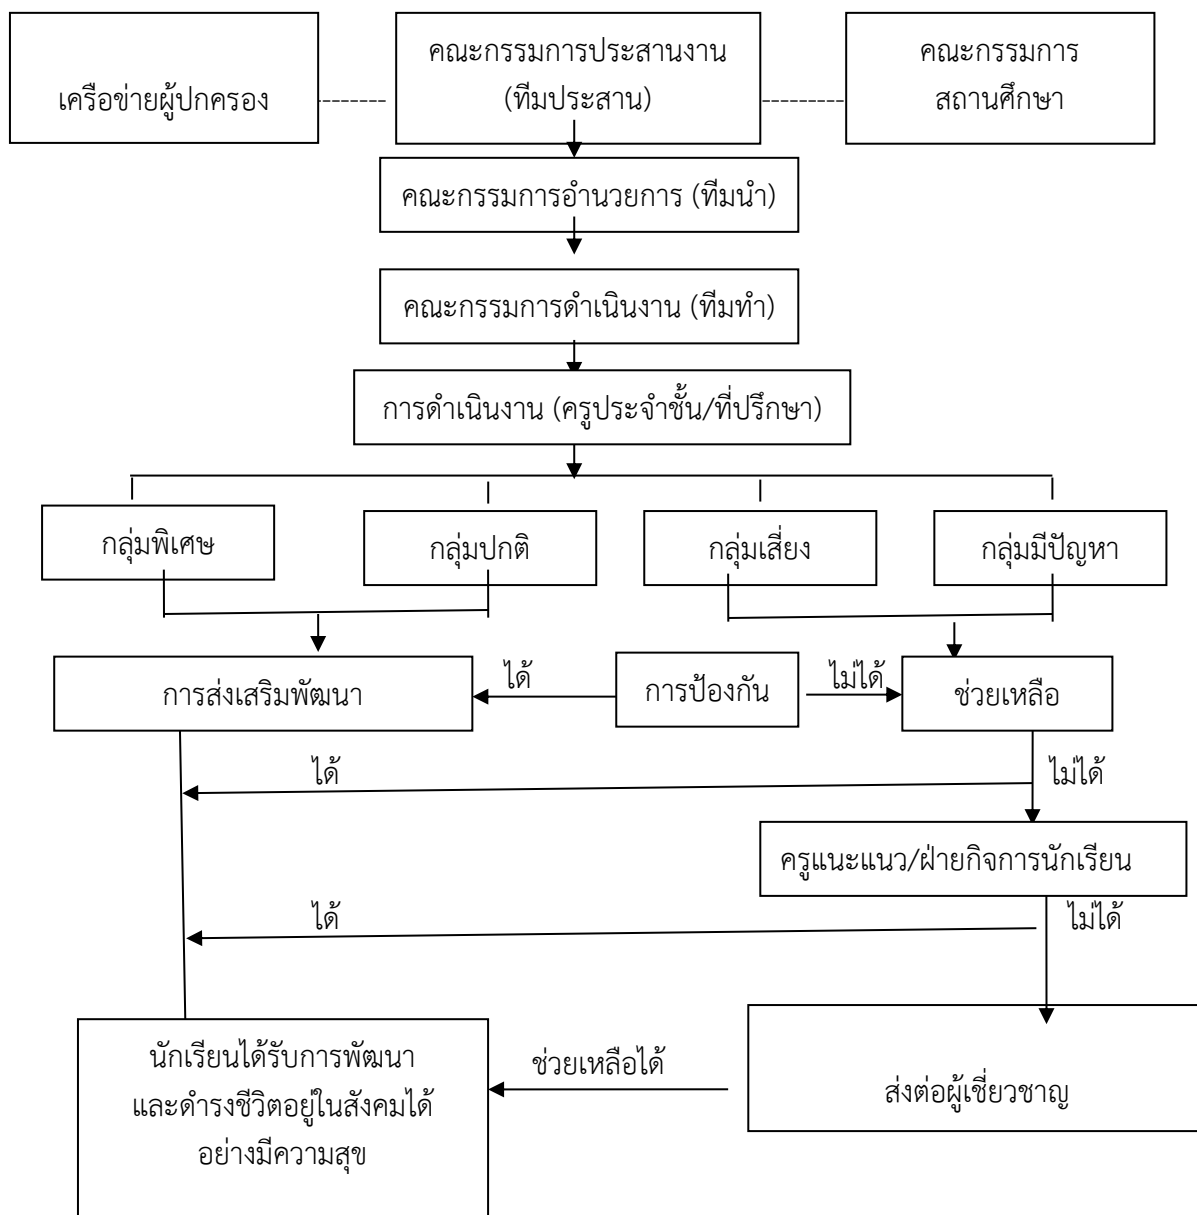 เครือข่ายผู้ปกครอง
คณะกรรมการประสานงาน
(ทีมประสาน)
คณะกรรมการ
สถานศึกษา
คณะกรรมการอำนวยการ (ทีมนำ)
คณะกรรมการดำเนินงาน (ทีมทำ)
การดำเนินงาน (ครูประจำชั้น/ที่ปรึกษา)
กลุ่มพิเศษ
กลุ่มปกติ
กลุ่มเสี่ยง
กลุ่มมีปัญหา
การส่งเสริมพัฒนา
ได้
การป้องกัน
ไม่ได้
ช่วยเหลือ
ได้
ไม่ได้
ครูแนะแนว/ฝ่ายกิจการนักเรียน
ได้
ไม่ได้
นักเรียนได้รับการพัฒนา
และดำรงชีวิตอยู่ในสังคมได้
อย่างมีความสุข
ช่วยเหลือได้
ส่งต่อผู้เชี่ยวชาญ